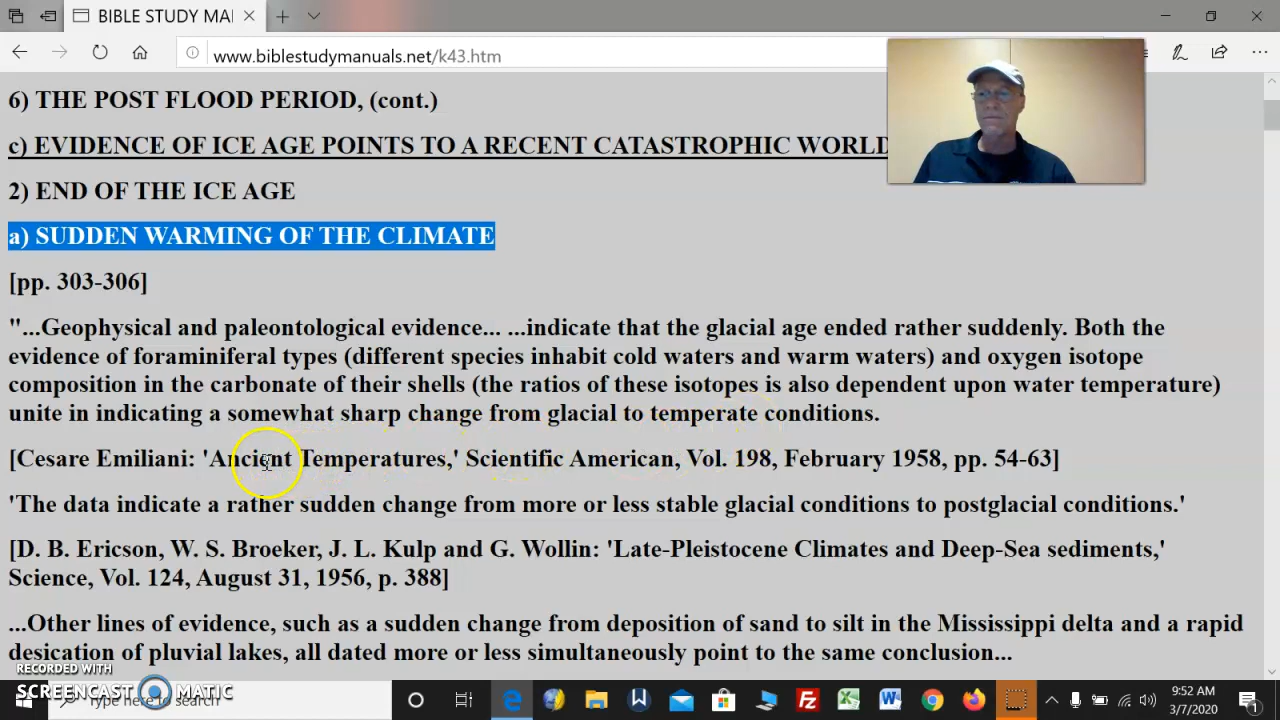 BIBLE STUDY MA
www.biblestudymanuals.net/k43.htm
6) THE POST FLOOD PERIOD, (cont.)
c) EVIDENCE OF ICE AGE POINTS TO A RECENT CATASTROPHIC WORLD
2) END OF THE ICE AGE
a) SUDDEN WARMING OF THE CLIMATE
[pp. 303-306]
"...Geophysical and paleontological evidence... ...indicate that the glacial age ended rather suddenly. Both the
evidence of foraminiferal types (different species inhabit cold waters and warm waters) and oxygen isotope
composition in the carbonate of their shells (the ratios of these isotopes is also dependent upon water temperature)
unite in indicating a somewhat sharp change from glacial to temperate conditions.
[Cesare Emiliani: 'Ancient Temperatures,' Scientific American, Vol. 198, February 1958, pp. 54-63]
'The data indicate a rather sudden change from more or less stable glacial conditions to postglacial conditions.'
[D. B. Ericson, W. S. Broeker, J. L. Kulp and G. Wollin: 'Late-Pleistocene Climates and Deep-Sea sediments,'
Science, Vol. 124, August 31, 1956, p. 388]
...Other lines of evidence, such as a sudden change from deposition of sand to silt in the Mississippi delta and a rapid
desication of pluvial lakes, all dated more or less simultaneously point to the same conclusion...
RECORDED WITH
SCREENCAST MATIC
Type here to search
9:52 AM
3/7/2020